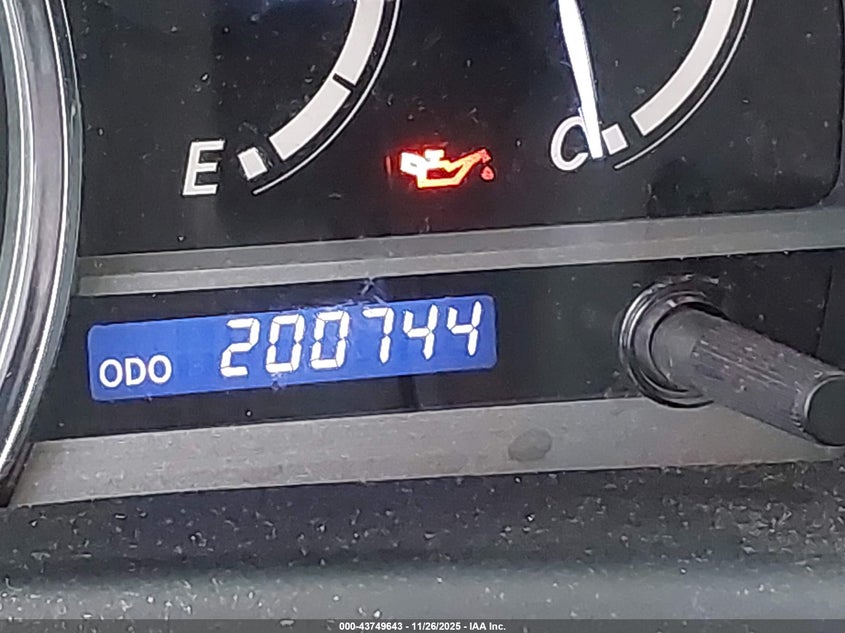 E
C
ODO 200744
000-43749643 - 11/26/2025 - IAA Inc.